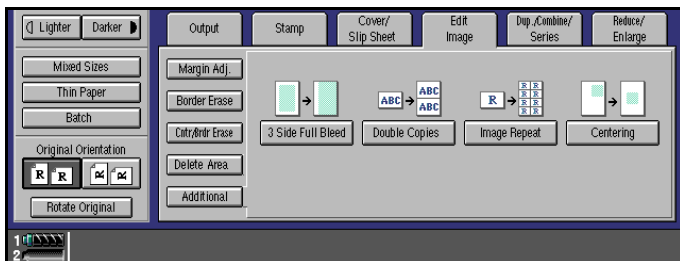 Lighter
Darker
Output
Stamp
Cover/
Slip Sheet
Edit
Image
Dup./Combine/
Series
Reduce/
Enlarge
Mixed Sizes
Thin Paper
Batch
Original Orientation
R R
R R
Rotate Original
Margin Adj.
Border Erase
Cntr/Brdr Erase
Delete Area
Additional
ABC
ABC
ABC
R
R R
R R
R R
R R
3 Side Full Bleed
Double Copies
Image Repeat
Centering
1
2